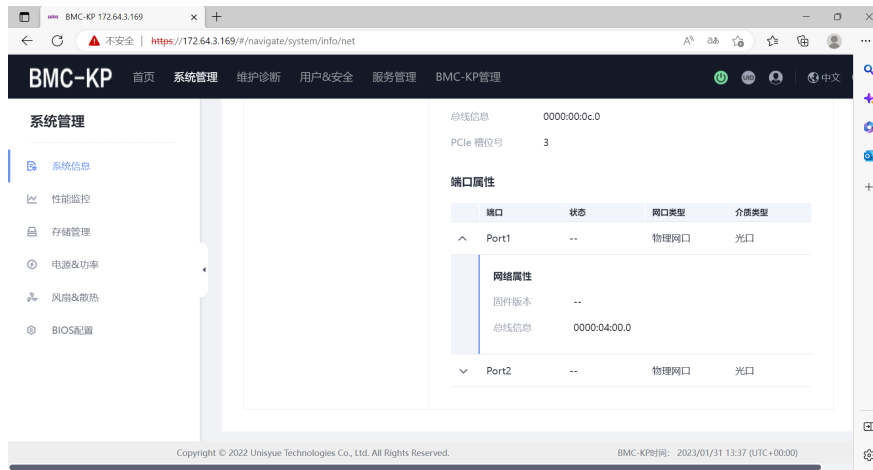 BMC-KP 172.64.3.169
不安全 https://172.64.3.169/#/navigate/system/info/net
BMC-KP 首页 系统管理 维护诊断 用户&安全 服务管理 BMC-KP管理 UID 中文
系统管理
系统信息
性能监控
存储管理
电源&功率
风扇&散热
BIOS配置
总线信息 0000:00:0c.0
PCIe 槽位号 3
端口属性
端口 状态 网口类型 介质类型
Port1 -- 物理网口 光口
网络属性
固件版本 --
总线信息 0000:04:00.0
Port2 -- 物理网口 光口
Copyright © 2022 Unisyue Technologies Co., Ltd. All Rights Reserved. BMC-KP时间: 2023/01/31 13:37 (UTC+00:00)